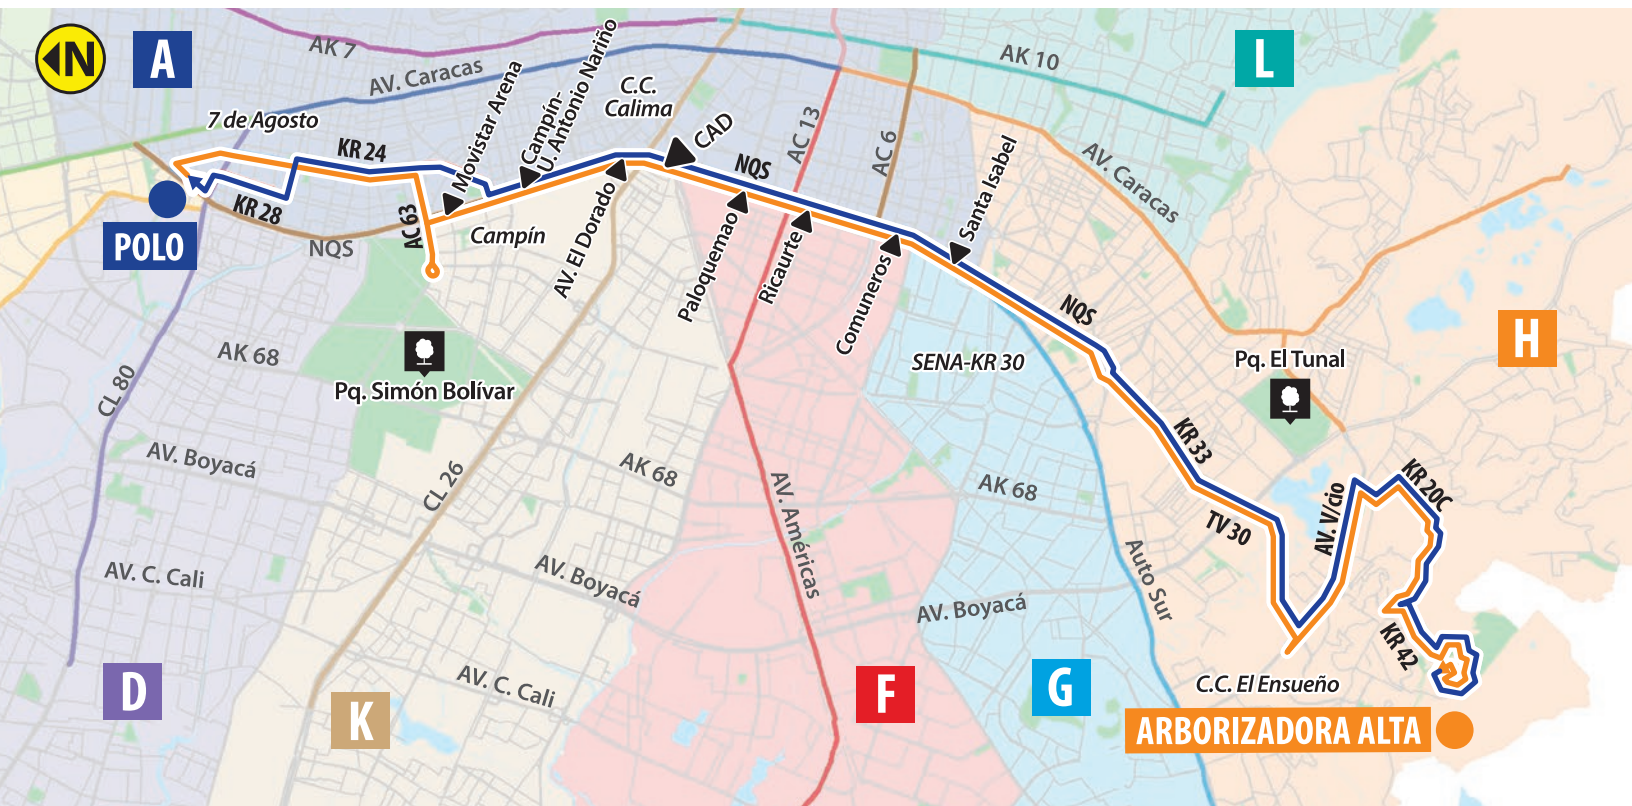 N
A
AK 7
AV. Caracas
AK 10
L
7 de Agosto
KR 24
Movistar Arena
Campín-
U. Antonio Nariño
C.C.
Calima
CAD
NQS
AC 13
AC 6
Santa Isabel
AV. Caracas
POLO
KR 28
NQS
AC 63
Campín
AV. El Dorado
Paloquemao
Ricaurte
Comuneros
NQS
SENA-KR 30
Pq. El Tunal
H
CL 80
AK 68
Pq. Simón Bolívar
AV. Boyacá
CL 26
AK 68
AV. Américas
AK 68
KR 33
TV 30
AV. V/cio
KR 20C
AV. C. Cali
AV. Boyacá
AV. Boyacá
Auto Sur
KR 42
D
K
AV. C. Cali
F
G
C.C. El Ensueño
ARBORIZADORA ALTA